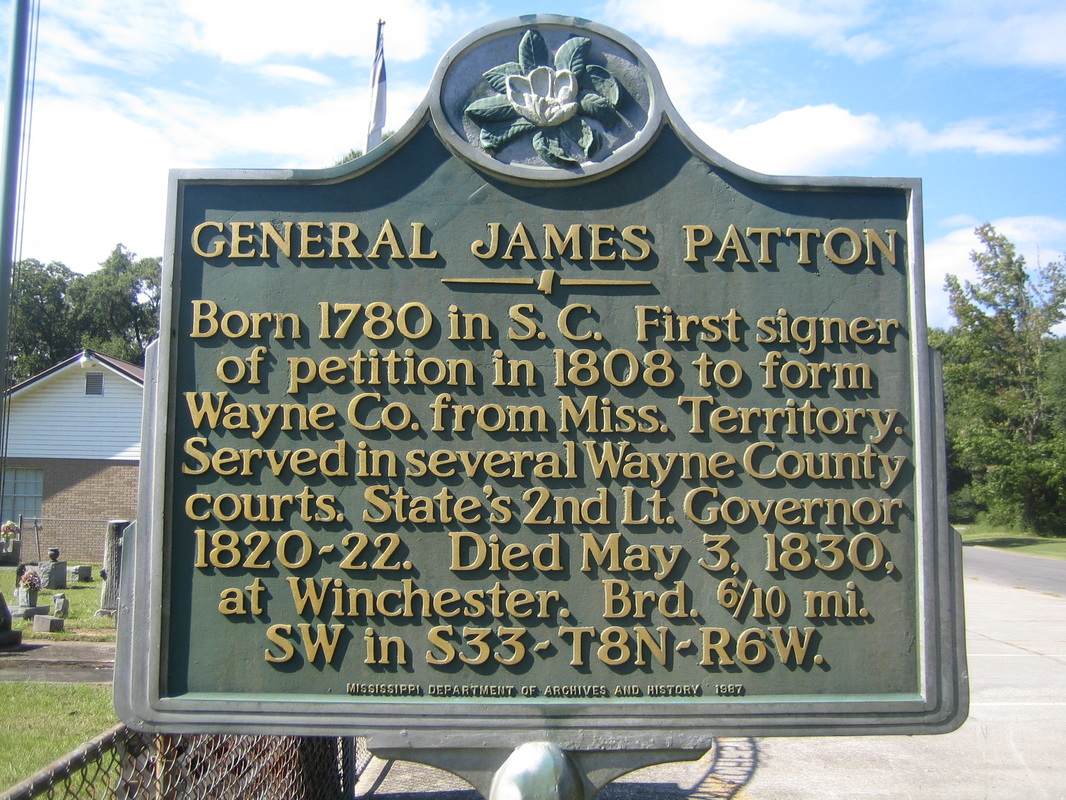 GENERAL JAMES PATTON
Born 1780 in S. C. First signer
of petition in 1808 to form
Wayne Co. from Miss. Territory.
Served in several Wayne County
courts. State's 2nd Lt. Governor
1820-22. Died May 3, 1830,
at Winchester. Brd. 6/10 mi.
SW in S33-T8N-R6W.
MISSISSIPPI DEPARTMENT OF ARCHIVES AND HISTORY 1987